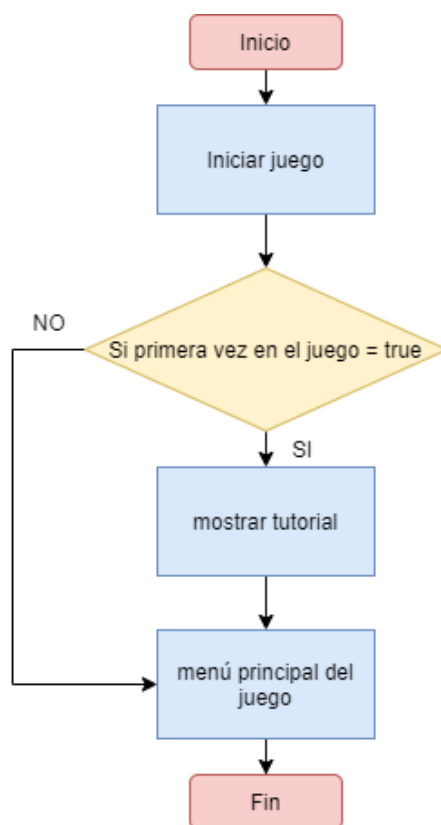 Inicio
Iniciar juego
NO
Si primera vez en el juego = true
SI
mostrar tutorial
menú principal del
juego
Fin